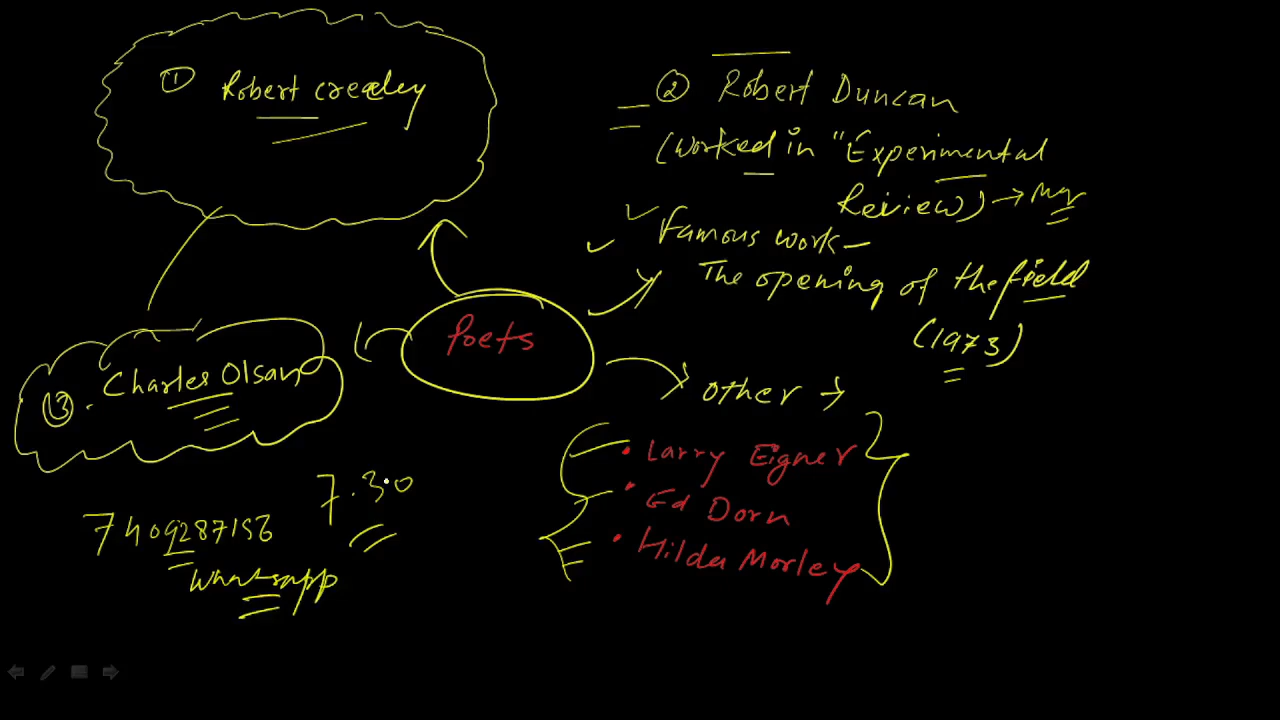 ① Robert creeley
② Robert Duncan
(worked in "Experimental
Review) → Mag
Famous work –
The opening of the field
(1973)
Poets
③. Charles Olsan
other →
• Larry Eigner
• Ed Dorn
• Hilda Morley
7.30
7409287156
whatsapp